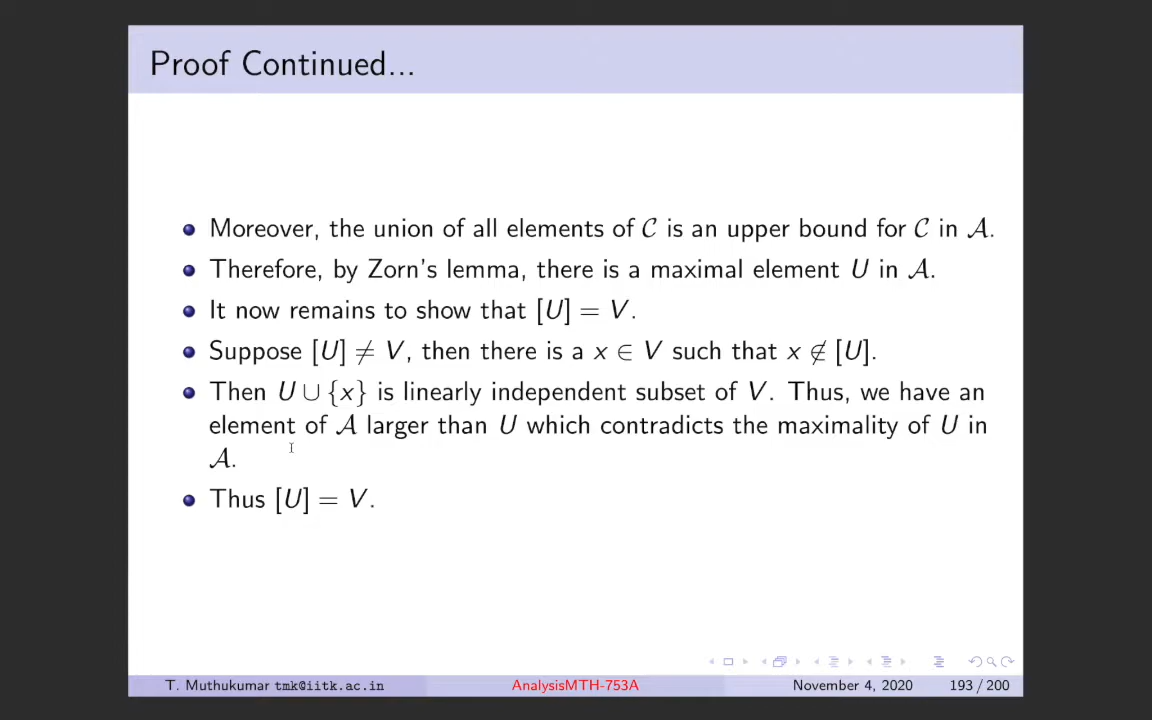 Proof Continued...
Moreover, the union of all elements of 𝒞 is an upper bound for 𝒞 in 𝒜.
Therefore, by Zorn's lemma, there is a maximal element U in 𝒜.
It now remains to show that [U] = V.
Suppose [U] ≠ V, then there is a x ∈ V such that x ∉ [U].
Then U ∪ {x} is linearly independent subset of V. Thus, we have an
element of 𝒜 larger than U which contradicts the maximality of U in
𝒜.
Thus [U] = V.
T. Muthukumar tmk@iitk.ac.in AnalysisMTH-753A November 4, 2020 193 / 200